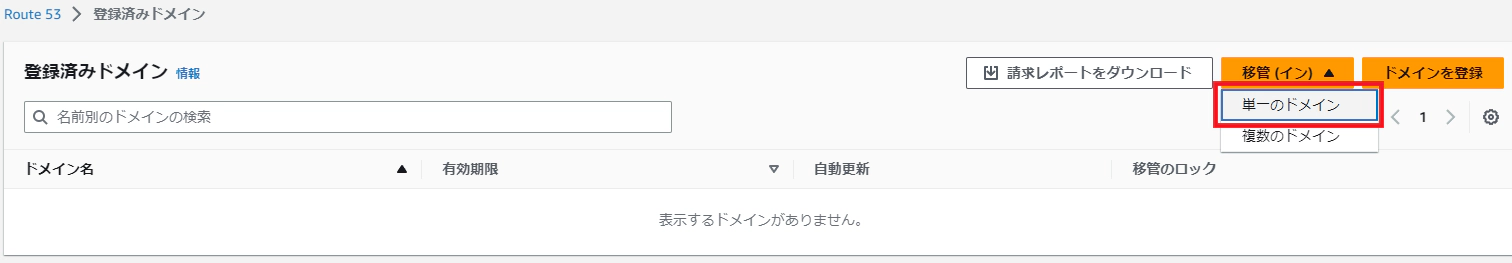 Route 53 > 登録済みドメイン
登録済みドメイン 情報
請求レポートをダウンロード
移管 (イン)
ドメインを登録
名前別のドメインの検索
単一のドメイン
複数のドメイン
1
ドメイン名
有効期限
自動更新
移管のロック
表示するドメインがありません。